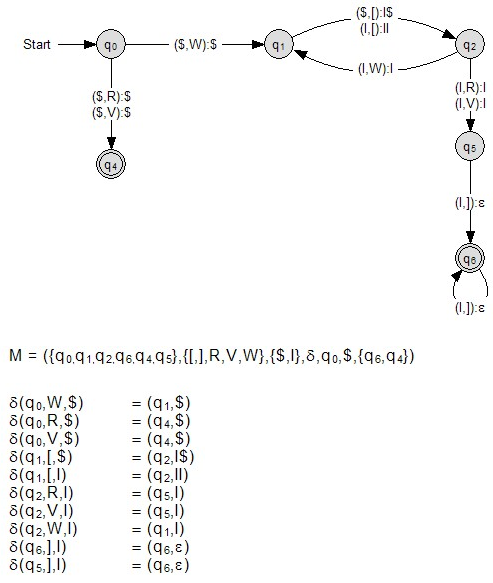 Start
q₀
($,W):$
q₁
($,[):I$
(I,[):II
q₂
(I,W):I
($,R):$
($,V):$
q₄
(I,R):I
(I,V):I
q₅
(I,]):ε
q₆
(I,]):ε
M = ({q₀,q₁,q₂,q₆,q₄,q₅},{[,],R,V,W},{$,I},δ,q₀,$,{q₆,q₄})
δ(q₀,W,$) = (q₁,$)
δ(q₀,R,$) = (q₄,$)
δ(q₀,V,$) = (q₄,$)
δ(q₁,[,$) = (q₂,I$)
δ(q₁,[,I) = (q₂,II)
δ(q₂,R,I) = (q₅,I)
δ(q₂,V,I) = (q₅,I)
δ(q₂,W,I) = (q₁,I)
δ(q₆,],I) = (q₆,ε)
δ(q₅,],I) = (q₆,ε)